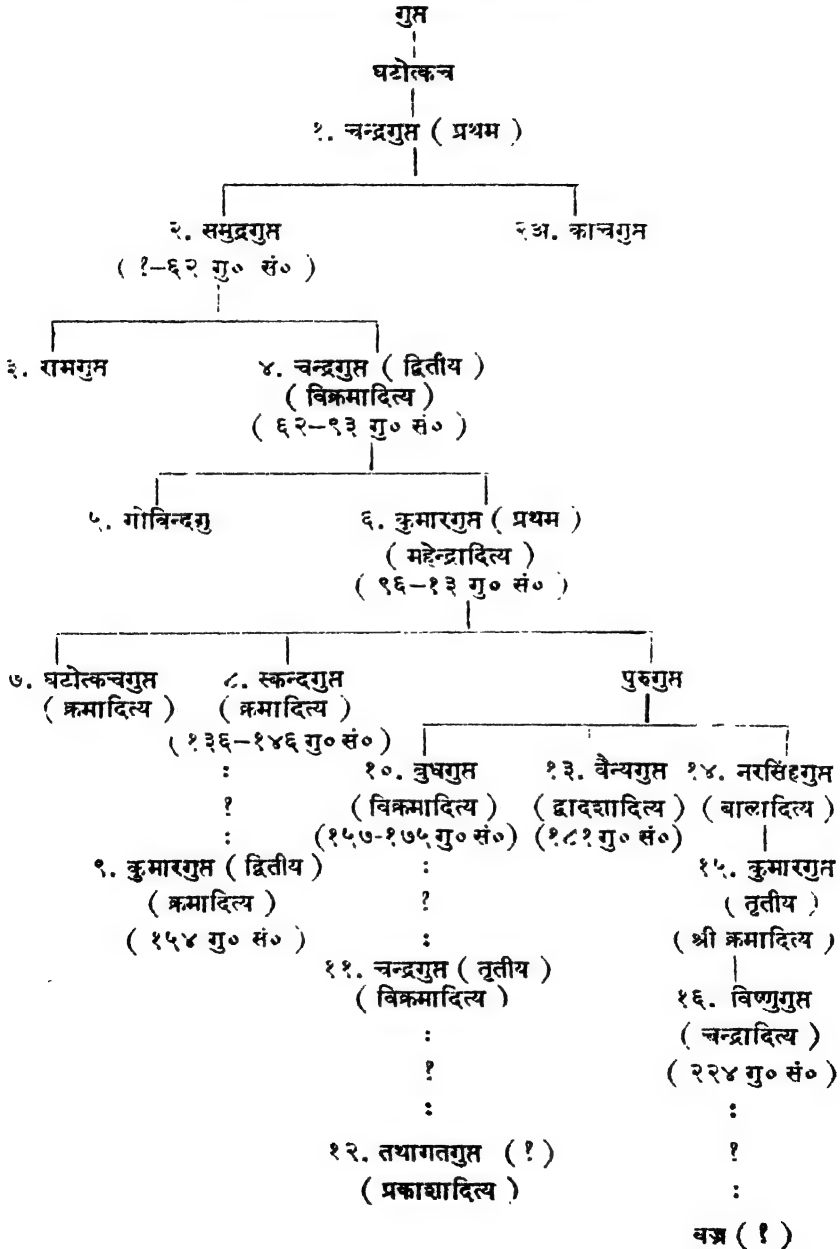 गुप्त
घटोत्कच
१. चन्द्रगुप्त ( प्रथम )
२. समुद्रगुप्त २अ. काचगुप्त
( १–६२ गु० सं० )
३. रामगुप्त ४. चन्द्रगुप्त ( द्वितीय )
( विक्रमादित्य )
( ६२–९३ गु० सं० )
५. गोविन्दगु ६. कुमारगुप्त ( प्रथम )
( महेन्द्रादित्य )
( ९६–१३ गु० सं० )
७. घटोत्कचगुप्त ८. स्कन्दगुप्त पुरुगुप्त
( क्रमादित्य ) ( क्रमादित्य )
(१३६–१४६ गु० सं०)
: १०. बुधगुप्त १३. वैन्यगुप्त १४. नरसिंहगुप्त
? (विक्रमादित्य) (द्वादशादित्य) (बालादित्य)
: (१५७-१७५ गु० सं०) (१८१ गु० सं०)
९. कुमारगुप्त ( द्वितीय ) : १५. कुमारगुप्त
( क्रमादित्य ) ? ( तृतीय )
( १५४ गु० सं० ) : ( श्री क्रमादित्य )
११. चन्द्रगुप्त ( तृतीय )
( विक्रमादित्य ) १६. विष्णुगुप्त
: ( चन्द्रादित्य )
? ( २२४ गु० सं० )
: :
१२. तथागतगुप्त (?) ?
( प्रकाशादित्य ) :
वज्र ( ? )